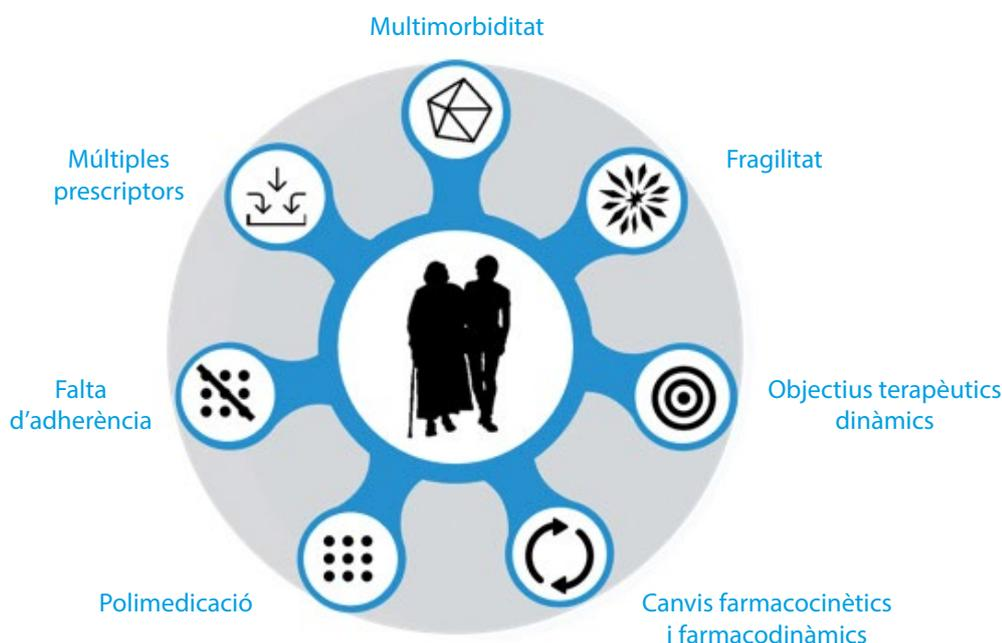 Multimorbiditat
Múltiples
prescriptors
Fragilitat
Falta
d’adherència
Objectius terapèutics
dinàmics
Polimedicació
Canvis farmacocinètics
i farmacodinàmics